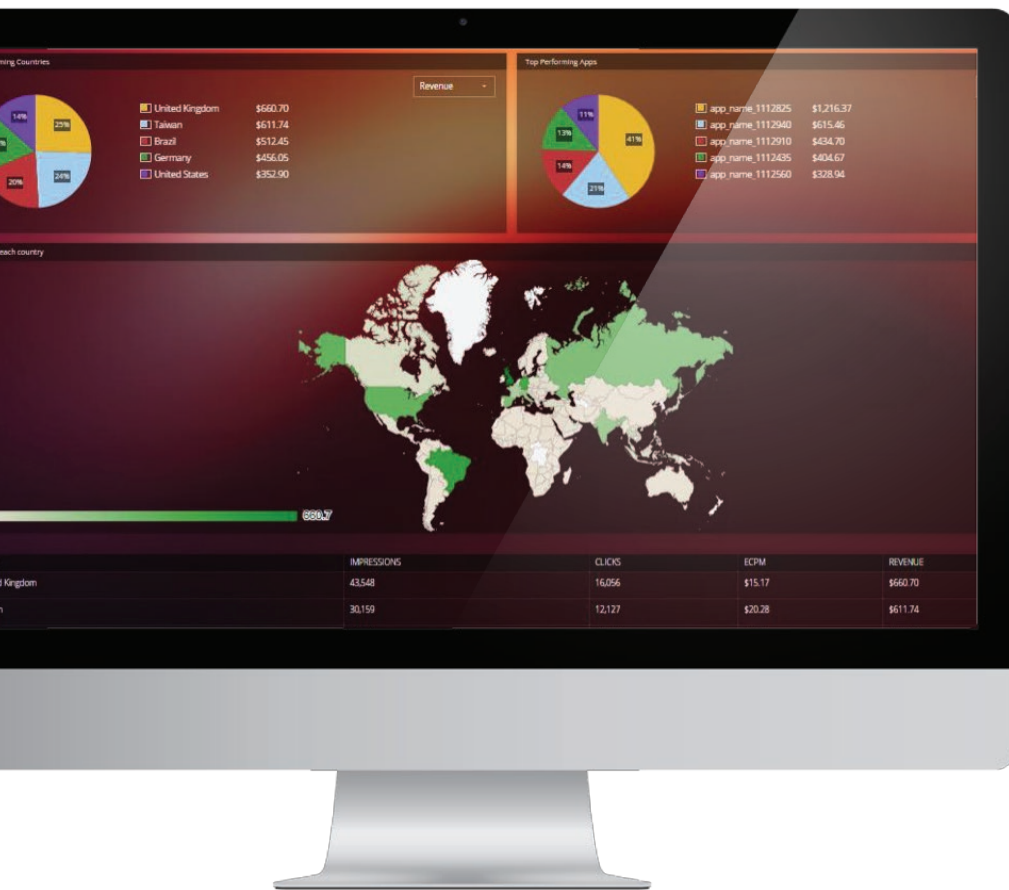 ming Countries
Revenue
14%
25%
%
20%
24%
United Kingdom $660.70
Taiwan $611.74
Brazil $512.45
Germany $456.05
United States $352.90
Top Performing Apps
11%
13%
41%
14%
21%
app_name_1112825 $1,216.37
app_name_1112940 $615.46
app_name_1112910 $434.70
app_name_1112435 $404.67
app_name_1112560 $328.94
each country
660.7
IMPRESSIONS CLICKS ECPM REVENUE
d Kingdom 43,548 16,056 $15.17 $660.70
n 30,159 12,127 $20.28 $611.74